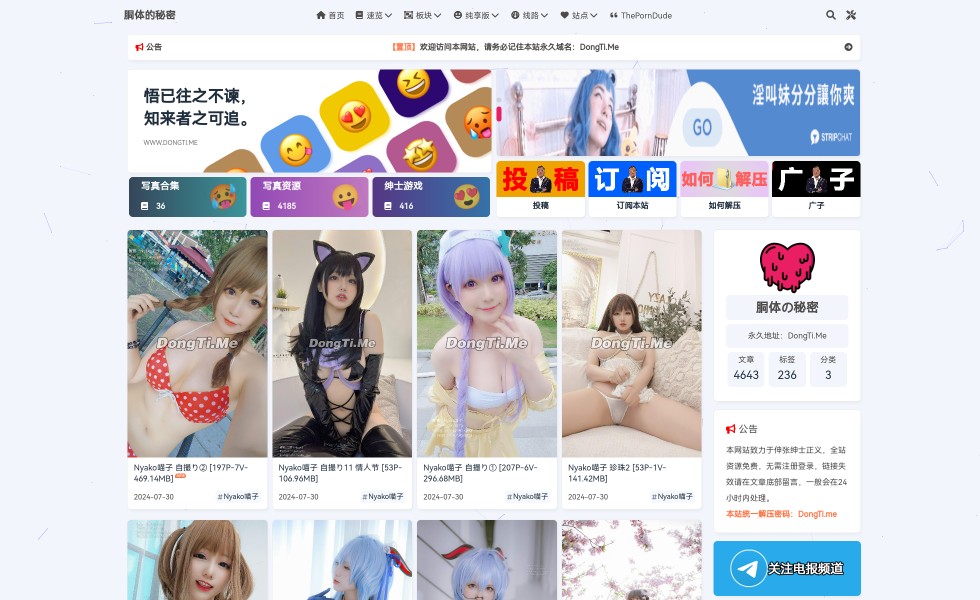 胴体的秘密
首页
速览
板块
纯享版
线路
站点
ThePornDude
公告
【置顶】欢迎访问本网站，请务必记住本站永久域名：DongTi.Me
悟已往之不谏，
知来者之可追。
WWW.DONGTI.ME
淫叫妹分分讓你爽
GO
STRIPCHAT
写真合集
36
写真资源
4185
绅士游戏
416
投稿
订阅
如何解压
广子
投稿
订阅本站
如何解压
广子
DongTi.Me
DongTi.Me
DongTi.Me
DongTi.Me
Nyako喵子 自撮り② [197P-7V-
469.14MB]
2024-07-30
#Nyako喵子
Nyako喵子 自撮り11 情人节 [53P-
106.96MB]
2024-07-30
#Nyako喵子
Nyako喵子 自撮り① [207P-6V-
296.68MB]
2024-07-30
#Nyako喵子
Nyako喵子 珍珠2 [53P-1V-
141.42MB]
2024-07-30
#Nyako喵子
胴体の秘密
永久地址：DongTi.Me
文章
4643
标签
236
分类
3
公告
本网站致力于伸张绅士正义，全站
资源免费，无需注册登录，链接失
效请在文章底部留言，一般会在24
小时内处理。
本站统一解压密码：DongTi.me
关注电报频道